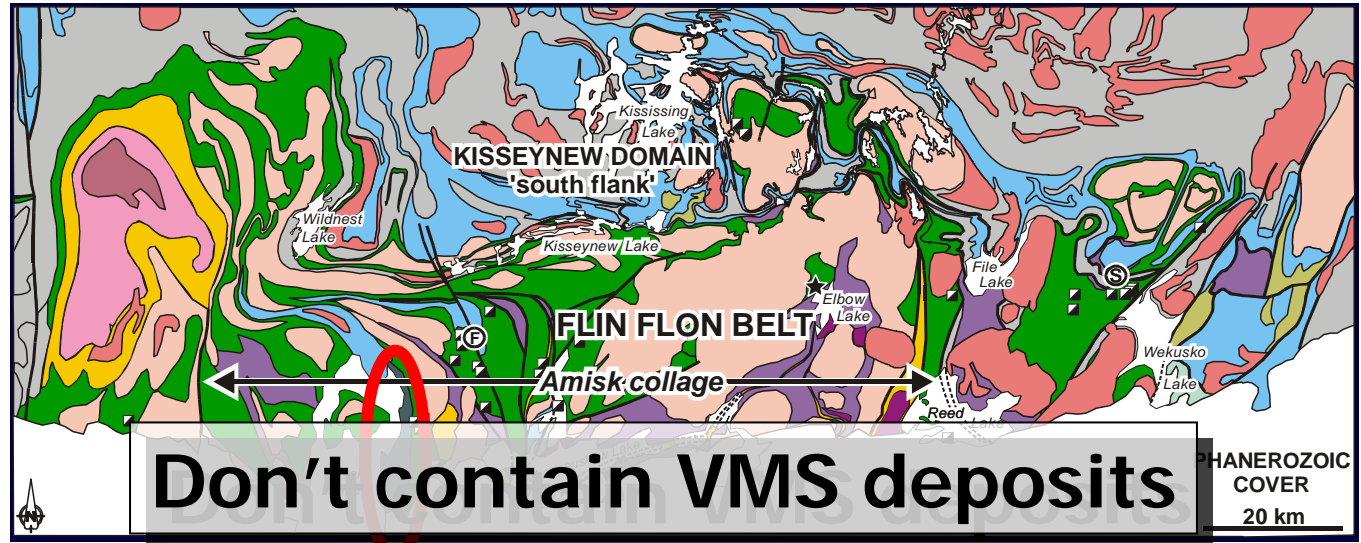 Kississing
Lake
KISSEYNEW DOMAIN
'south flank'
Wildnest
Lake
Kisseynew Lake
File
Lake
S
Elbow
Lake
F
FLIN FLON BELT
Wekusko
Lake
Amisk collage
Reed
Lake
Don't contain VMS deposits
PHANEROZOIC
COVER
20 km
N